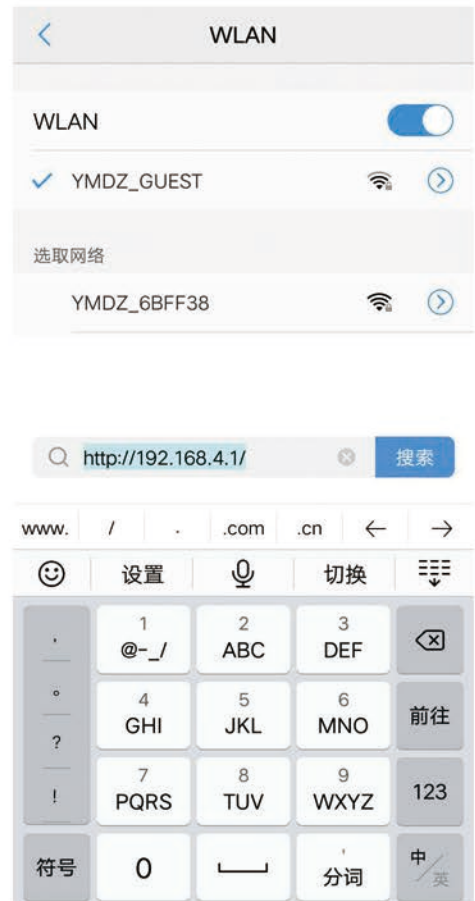 WLAN
WLAN
YMDZ_GUEST
选取网络
YMDZ_6BFF38
http://192.168.4.1/ 搜索
www. / . .com .cn ← →
设置 切换
, 1 2 3
@-_/ ABC DEF
。 4 5 6 前往
GHI JKL MNO
? 7 8 9 123
! PQRS TUV WXYZ
符号 0 ' 分词 中/英